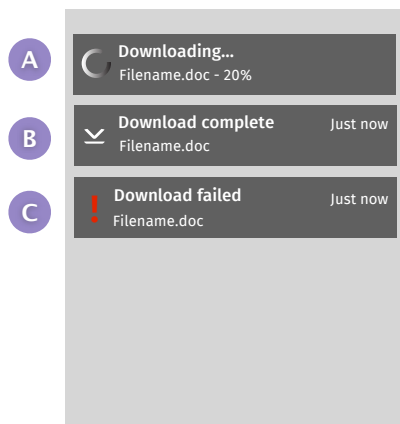 A
Downloading...
Filename.doc - 20%
B
Download complete Just now
Filename.doc
C
Download failed Just now
Filename.doc